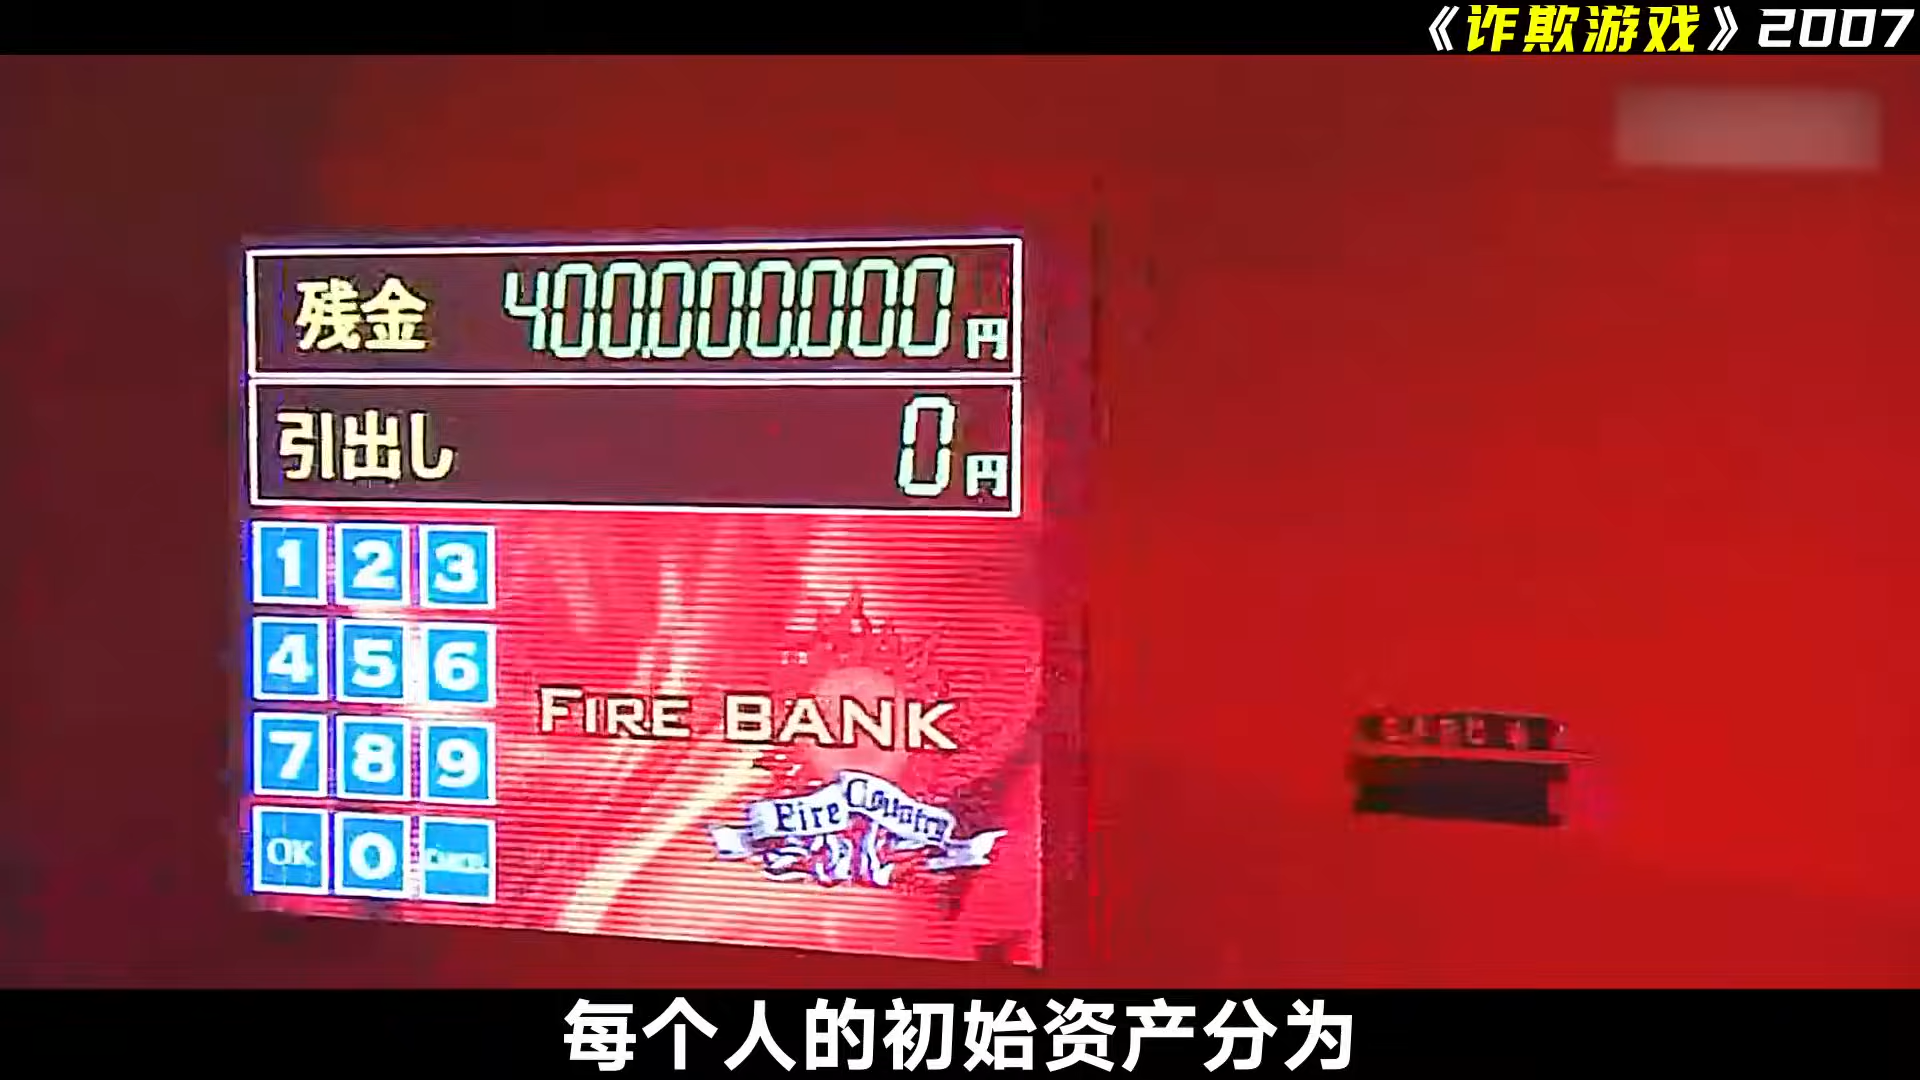 《诈欺游戏》2007
残金 400,000,000円
引出し 0円
1 2 3
4 5 6
7 8 9
OK 0
FIRE BANK
Fire Country
每个人的初始资产分为